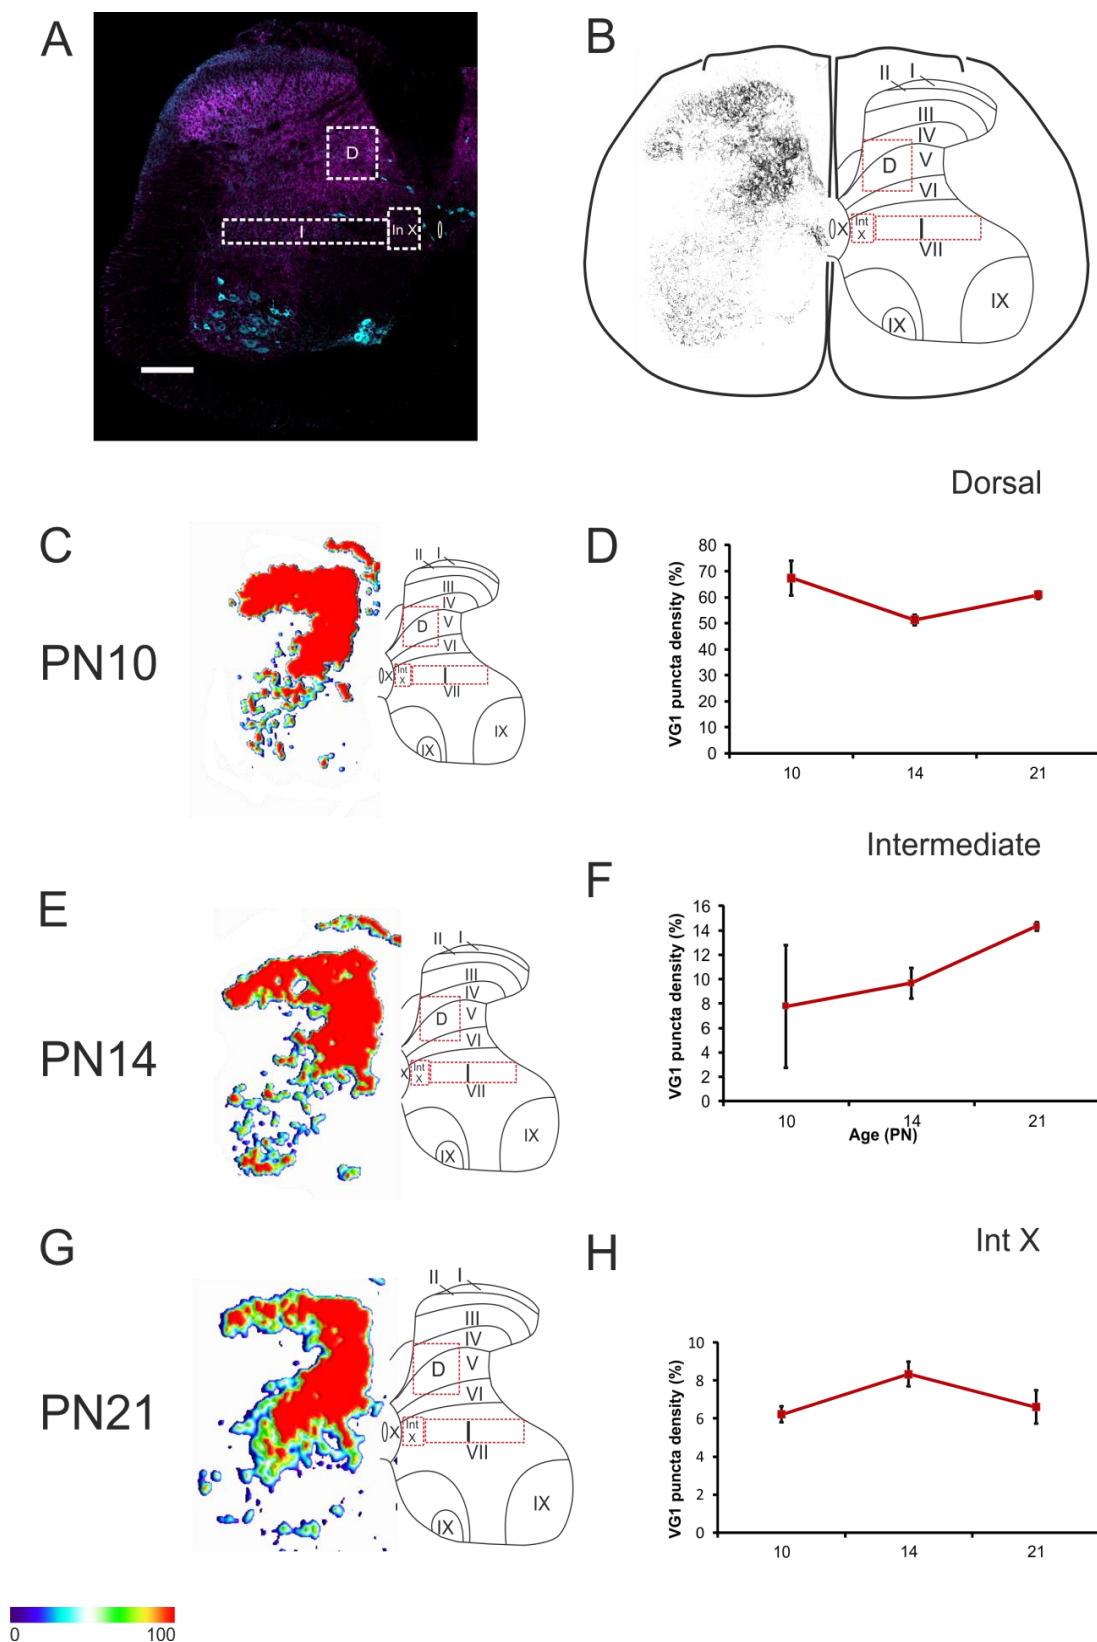 A
D
I
In X
B
I
II
III
IV
V
D
VI
X
Int
X
I
VII
IX
IX
Dorsal
C
PN10
I
II
III
IV
D
V
VI
X
Int
X
I
VII
IX
IX
D
VG1 puncta density (%)
80
70
60
50
40
30
20
10
0
10 14 21
Intermediate
E
PN14
I
II
III
IV
D
V
VI
X
Int
X
I
VII
IX
IX
F
VG1 puncta density (%)
16
14
12
10
8
6
4
2
0
10 14 21
Age (PN)
Int X
G
PN21
I
II
III
IV
D
V
VI
X
Int
X
I
VII
IX
IX
H
VG1 puncta density (%)
10
8
6
4
2
0
10 14 21
0 100